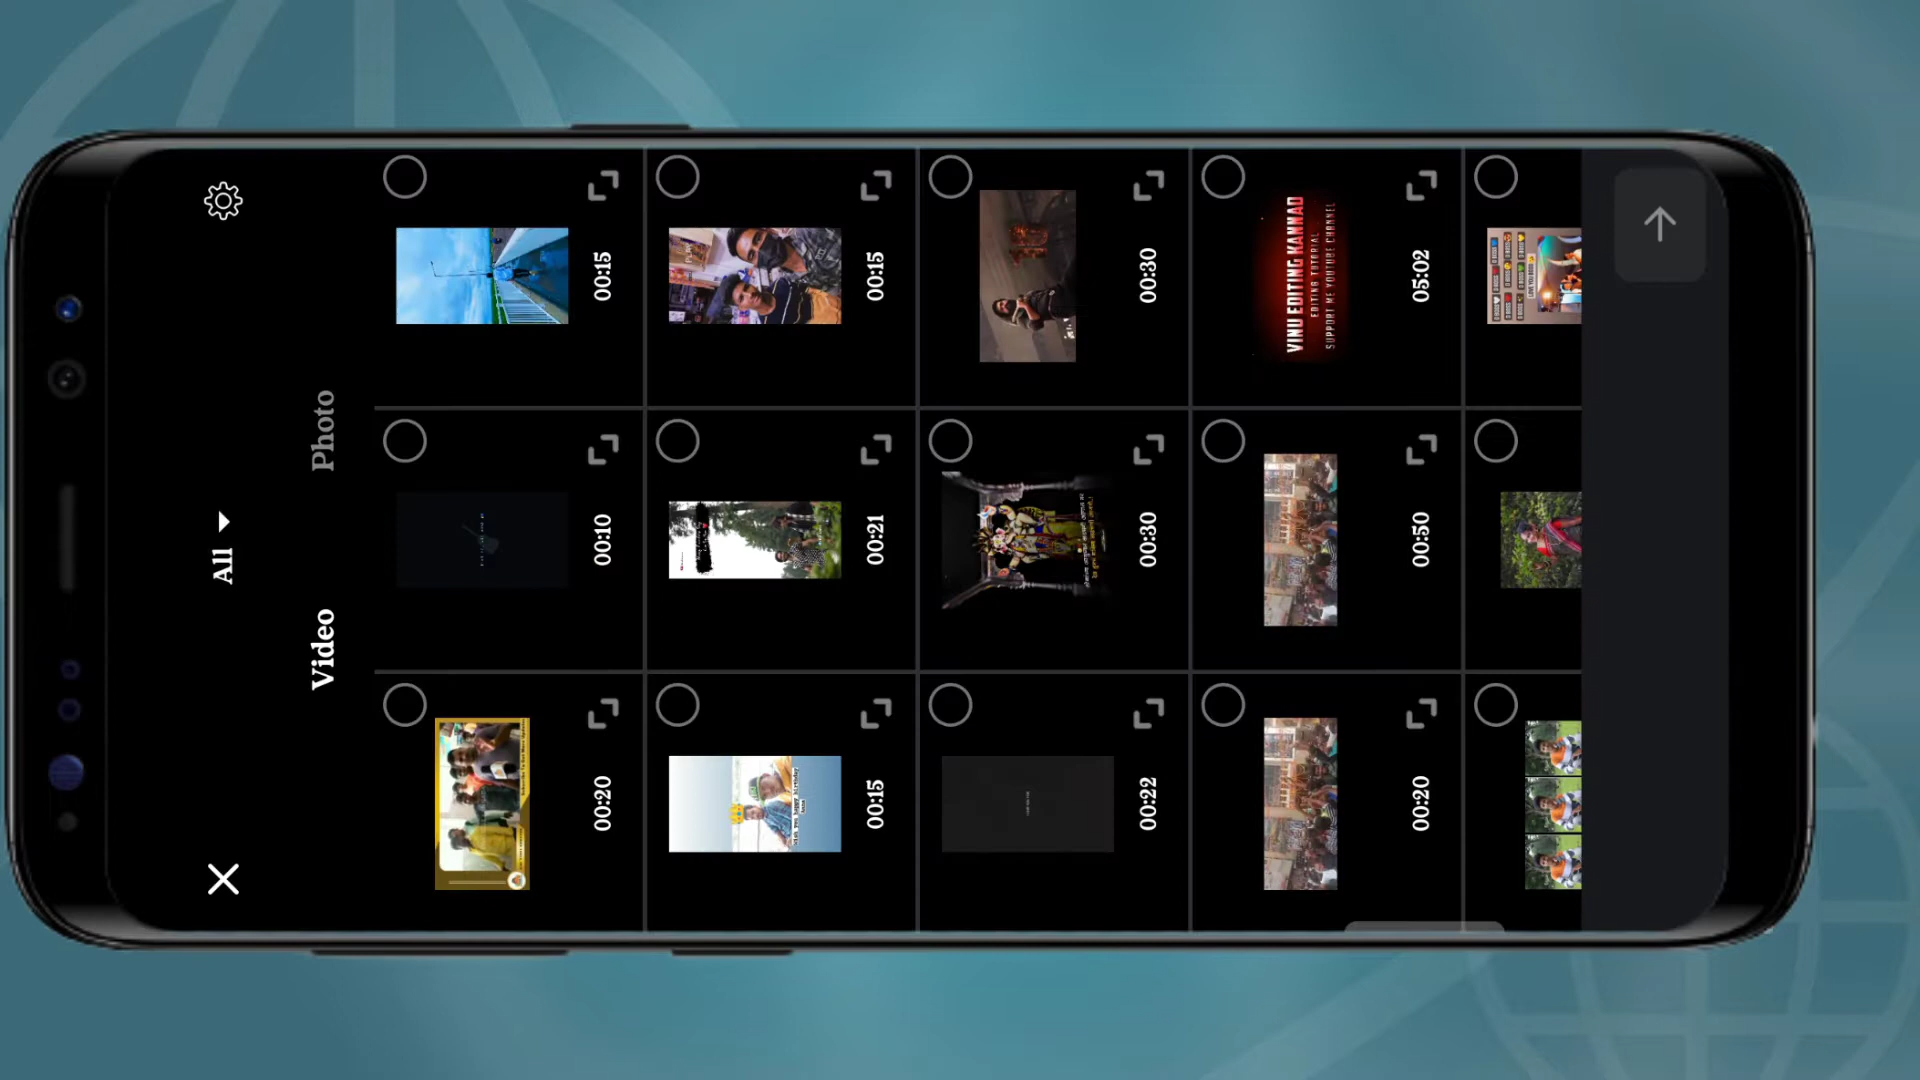 All
Video
Photo
00:20
00:10
00:15
00:15
00:21
00:15
00:22
00:30
00:30
00:20
00:50
05:02
VINU EDITING KANNAD
EDITING TUTORIAL
SUPPORT ME YOUTUBE CHANNEL